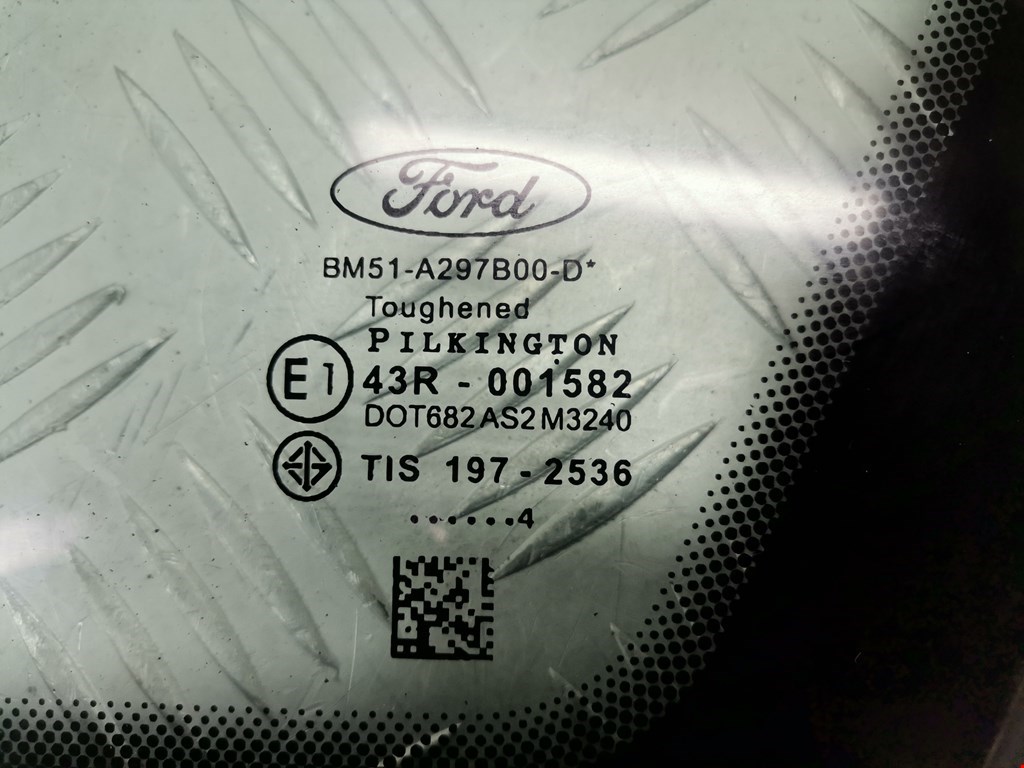 Ford
BM51-A297B00-D*
Toughened
PILKINGTON
E1 43R - 001582
DOT682 AS2 M3240
TIS 197 - 2536
......4